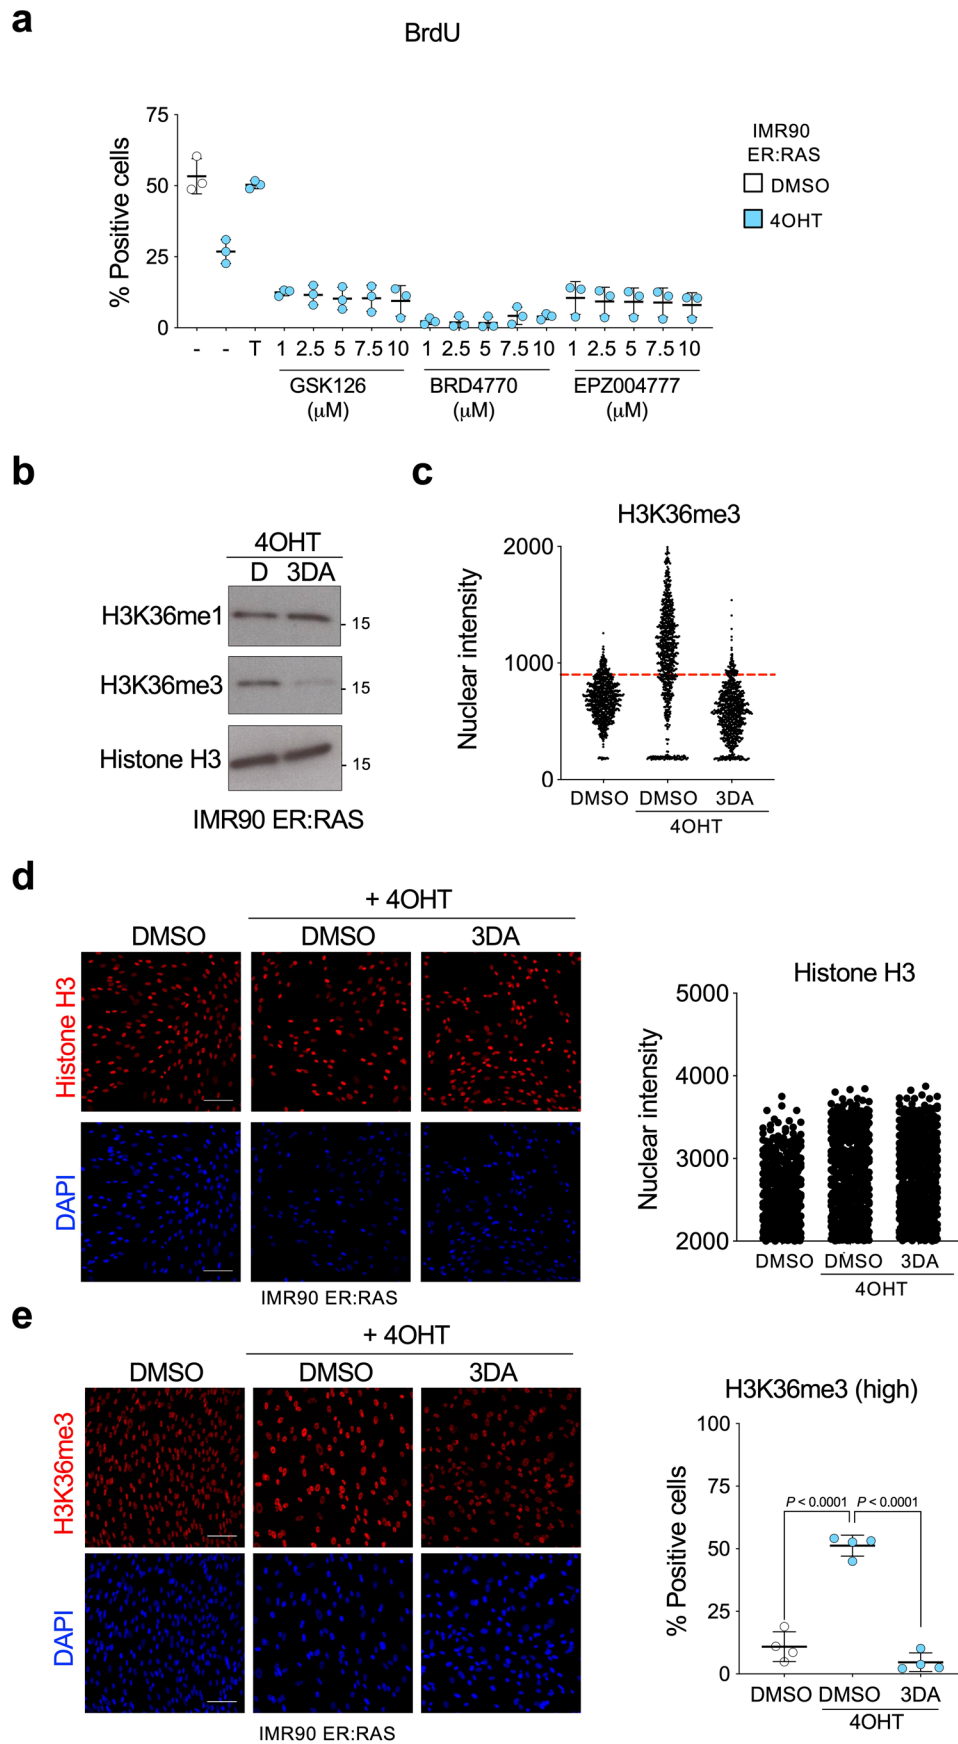 a
BrdU
% Positive cells
75
50
25
0
- - T 1 2.5 5 7.5 10 1 2.5 5 7.5 10 1 2.5 5 7.5 10
GSK126 BRD4770 EPZ004777
(μM) (μM) (μM)
IMR90
ER:RAS
DMSO
4OHT
b
4OHT
D 3DA
H3K36me1
- 15
H3K36me3
- 15
Histone H3
- 15
IMR90 ER:RAS
c
H3K36me3
Nuclear intensity
2000
1000
0
DMSO DMSO 3DA
4OHT
d
+ 4OHT
DMSO DMSO 3DA
Histone H3
DAPI
IMR90 ER:RAS
Histone H3
Nuclear intensity
5000
4000
3000
2000
DMSO DMSO 3DA
4OHT
e
+ 4OHT
DMSO DMSO 3DA
H3K36me3
DAPI
IMR90 ER:RAS
H3K36me3 (high)
% Positive cells
100
75
50
25
0
P < 0.0001 P < 0.0001
DMSO DMSO 3DA
4OHT